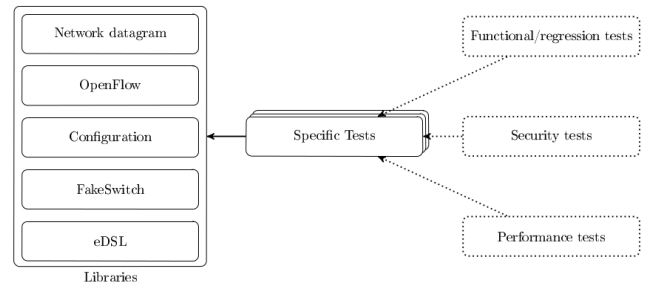 Network datagram
OpenFlow
Configuration
FakeSwitch
eDSL
Libraries
Specific Tests
Functional/regression tests
Security tests
Performance tests